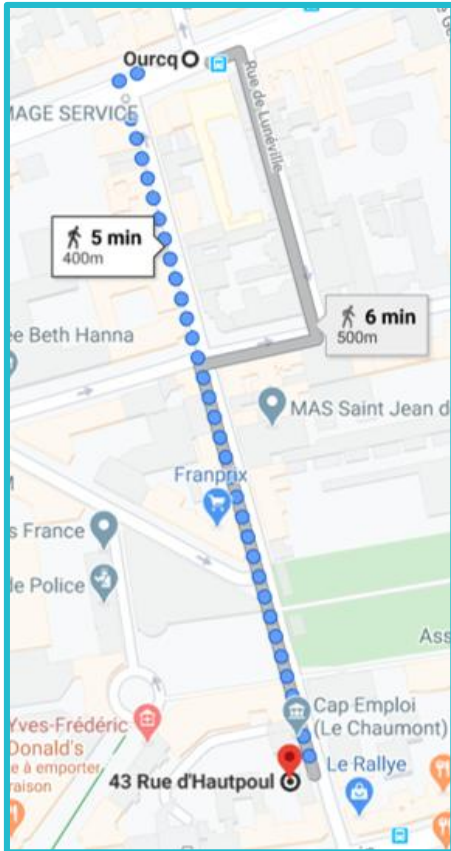 Ourcq
Rue de Lunéville
MAGE SERVICE
5 min
400m
6 min
500m
ee Beth Hanna
MAS Saint Jean d
Franprix
s France
de Police
Ass
Cap Emploi
(Le Chaumont)
Yves-Frédéric
Donald's
e à emporter
raison
43 Rue d'Hautpoul
Le Rallye